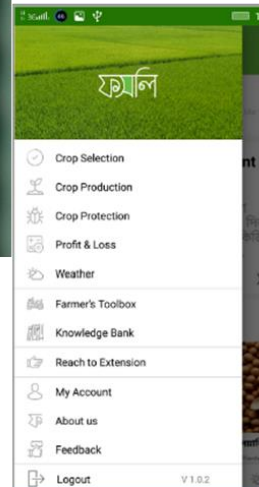 ফসলি
Crop Selection
Crop Production
Crop Protection
Profit & Loss
Weather
Farmer's Toolbox
Knowledge Bank
Reach to Extension
My Account
About us
Feedback
Logout V 1.0.2